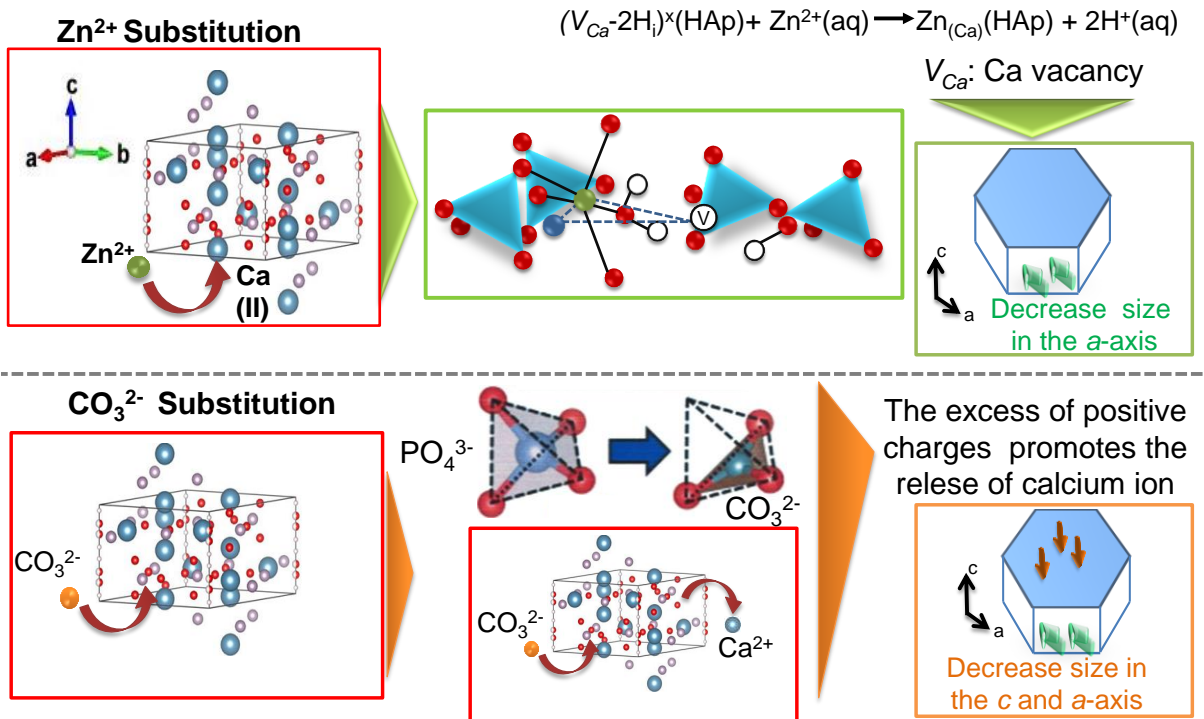 Zn²⁺ Substitution
(V_Ca-2H_i)ˣ(HAp)+ Zn²⁺(aq) → Zn_(Ca)(HAp) + 2H⁺(aq)
V_Ca: Ca vacancy
c
a
b
Zn²⁺
Ca
(II)
V
c
a
Decrease size
in the a-axis
CO₃²⁻ Substitution
CO₃²⁻
PO₄³⁻
CO₃²⁻
CO₃²⁻
Ca²⁺
The excess of positive
charges promotes the
relese of calcium ion
c
a
Decrease size in
the c and a-axis